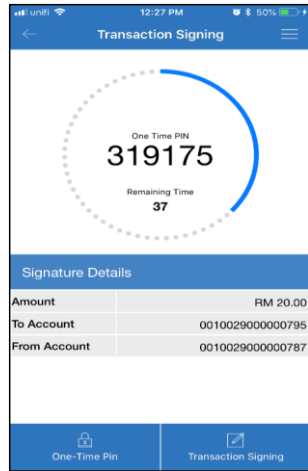 unifi 12:27 PM 50%
Transaction Signing
One Time PIN
319175
Remaining Time
37
Signature Details
Amount RM 20.00
To Account 0010029000000795
From Account 0010029000000787
One-Time Pin Transaction Signing